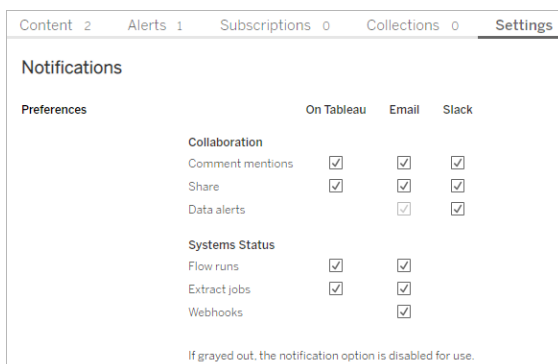 Content 2 Alerts 1 Subscriptions 0 Collections 0 Settings
Notifications
Preferences On Tableau Email Slack
Collaboration
Comment mentions
Share
Data alerts
Systems Status
Flow runs
Extract jobs
Webhooks
If grayed out, the notification option is disabled for use.